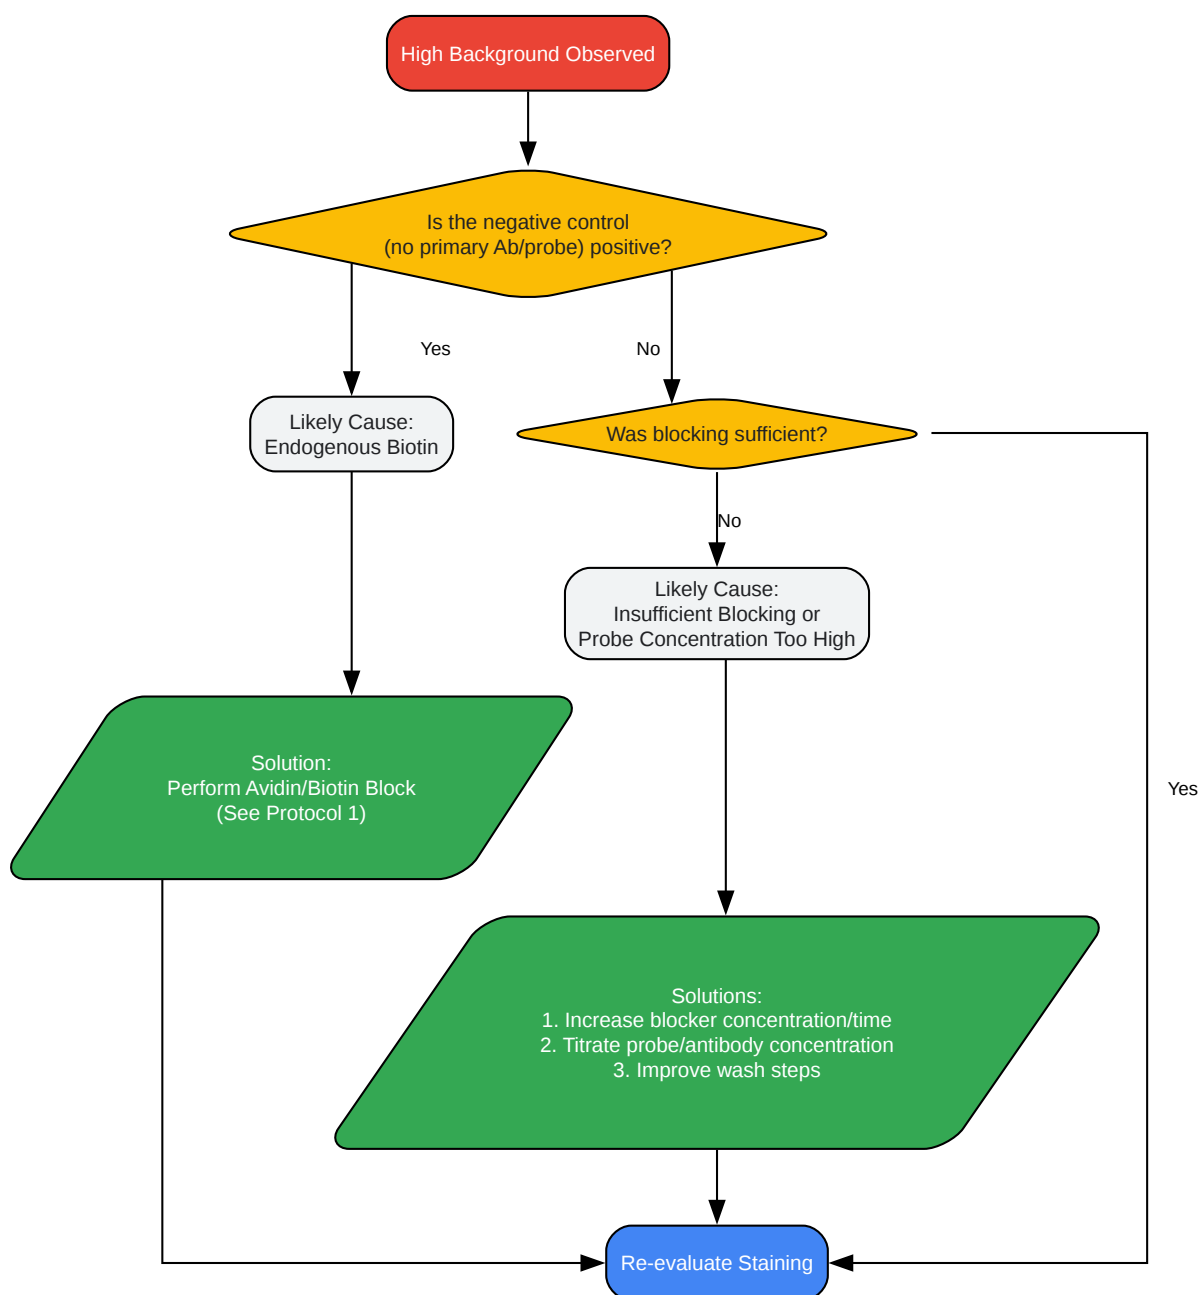 High Background Observed
Is the negative control
(no primary Ab/probe) positive?
Yes
No
Likely Cause:
Endogenous Biotin
Was blocking sufficient?
No
Likely Cause:
Insufficient Blocking or
Probe Concentration Too High
Solution:
Perform Avidin/Biotin Block
(See Protocol 1)
Yes
Solutions:
1. Increase blocker concentration/time
2. Titrate probe/antibody concentration
3. Improve wash steps
Re-evaluate Staining